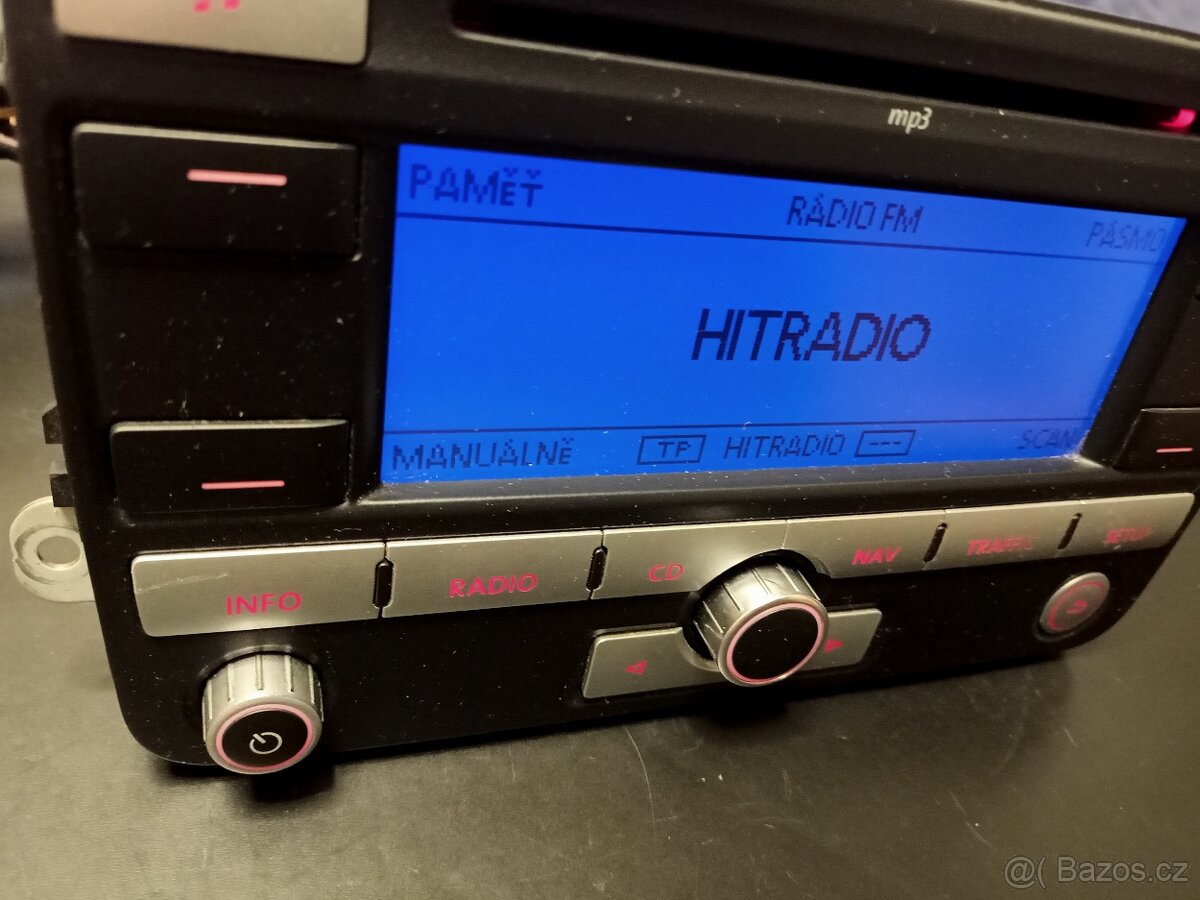 mp3
PAMĚŤ
RÁDIO FM
PÁSMO
HITRADIO
MANUÁLNĚ
TP
HITRADIO
---
SCAN
INFO
RADIO
CD
NAV
TRAFFIC
SETUP
@( Bazos.cz